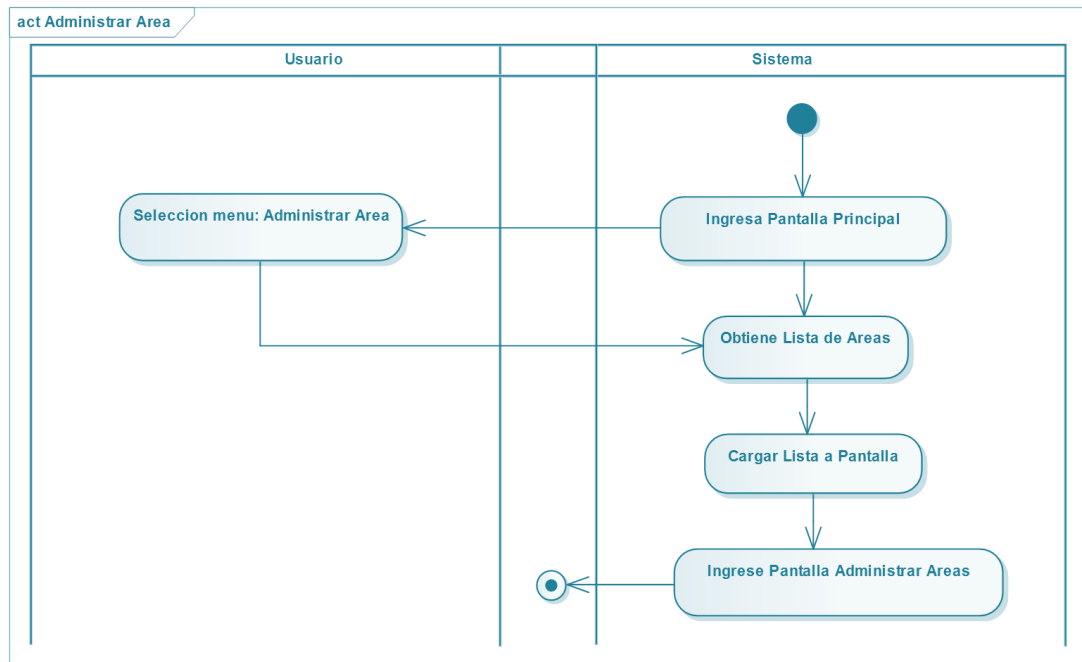 act Administrar Area
Usuario
Sistema
Seleccion menu: Administrar Area
Ingresa Pantalla Principal
Obtiene Lista de Areas
Cargar Lista a Pantalla
Ingrese Pantalla Administrar Areas